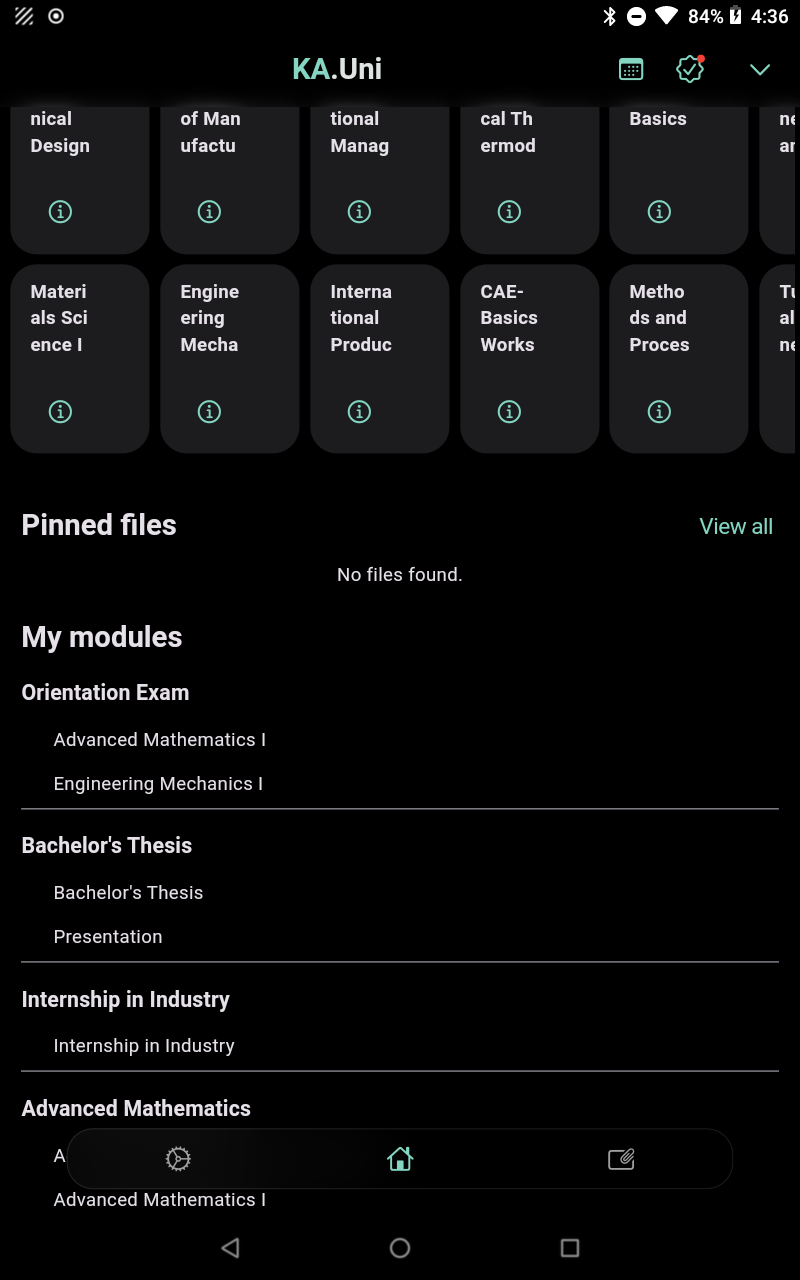 84% 4:36
KA.Uni
nical
Design
of Man
ufactu
tional
Manag
cal Th
ermod
Basics
Materi
als Sci
ence I
Engine
ering
Mecha
Interna
tional
Produc
CAE-
Basics
Works
Metho
ds and
Proces
Pinned files
View all
No files found.
My modules
Orientation Exam
Advanced Mathematics I
Engineering Mechanics I
Bachelor's Thesis
Bachelor's Thesis
Presentation
Internship in Industry
Internship in Industry
Advanced Mathematics
A
Advanced Mathematics I